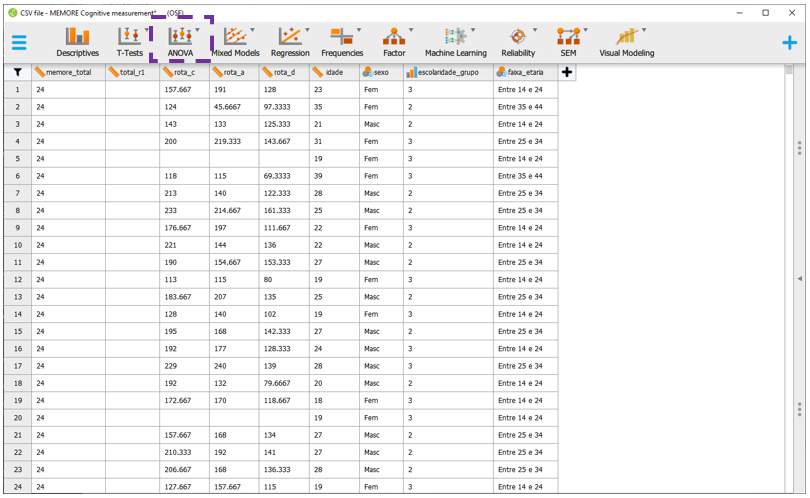 CSV file - MEMORE Cognitive measurement* (OSF)
Descriptives T-Tests ANOVA Mixed Models Regression Frequencies Factor Machine Learning Reliability SEM Visual Modeling
memore_total total_r1 rota_c rota_a rota_d idade sexo escolaridade_grupo faixa_etaria
1 24 157.667 191 128 23 Fem 3 Entre 14 e 24
2 24 124 45.6667 97.3333 35 Fem 2 Entre 35 e 44
3 24 143 133 125.333 21 Masc 2 Entre 14 e 24
4 24 200 219.333 143.667 31 Fem 3 Entre 25 e 34
5 24 19 Fem 3 Entre 14 e 24
6 24 118 115 69.3333 39 Fem 3 Entre 35 e 44
7 24 213 140 122.333 28 Masc 2 Entre 25 e 34
8 24 233 214.667 161.333 25 Masc 2 Entre 25 e 34
9 24 176.667 197 111.667 22 Fem 3 Entre 14 e 24
10 24 221 144 136 22 Masc 2 Entre 14 e 24
11 24 190 154.667 153.333 27 Masc 2 Entre 25 e 34
12 24 113 115 80 19 Fem 3 Entre 14 e 24
13 24 183.667 207 135 25 Masc 2 Entre 25 e 34
14 24 128 140 102 19 Fem 3 Entre 14 e 24
15 24 195 168 142.333 27 Masc 2 Entre 25 e 34
16 24 192 177 128.333 24 Masc 3 Entre 14 e 24
17 24 229 240 139 28 Masc 3 Entre 25 e 34
18 24 192 132 79.6667 20 Masc 2 Entre 14 e 24
19 24 172.667 170 118.667 18 Fem 3 Entre 14 e 24
20 24 19 Fem 3 Entre 14 e 24
21 24 157.667 168 134 27 Masc 2 Entre 25 e 34
22 24 210.333 192 141 27 Masc 2 Entre 25 e 34
23 24 206.667 168 136.333 28 Masc 2 Entre 25 e 34
24 24 127.667 157.667 115 19 Fem 3 Entre 14 e 24